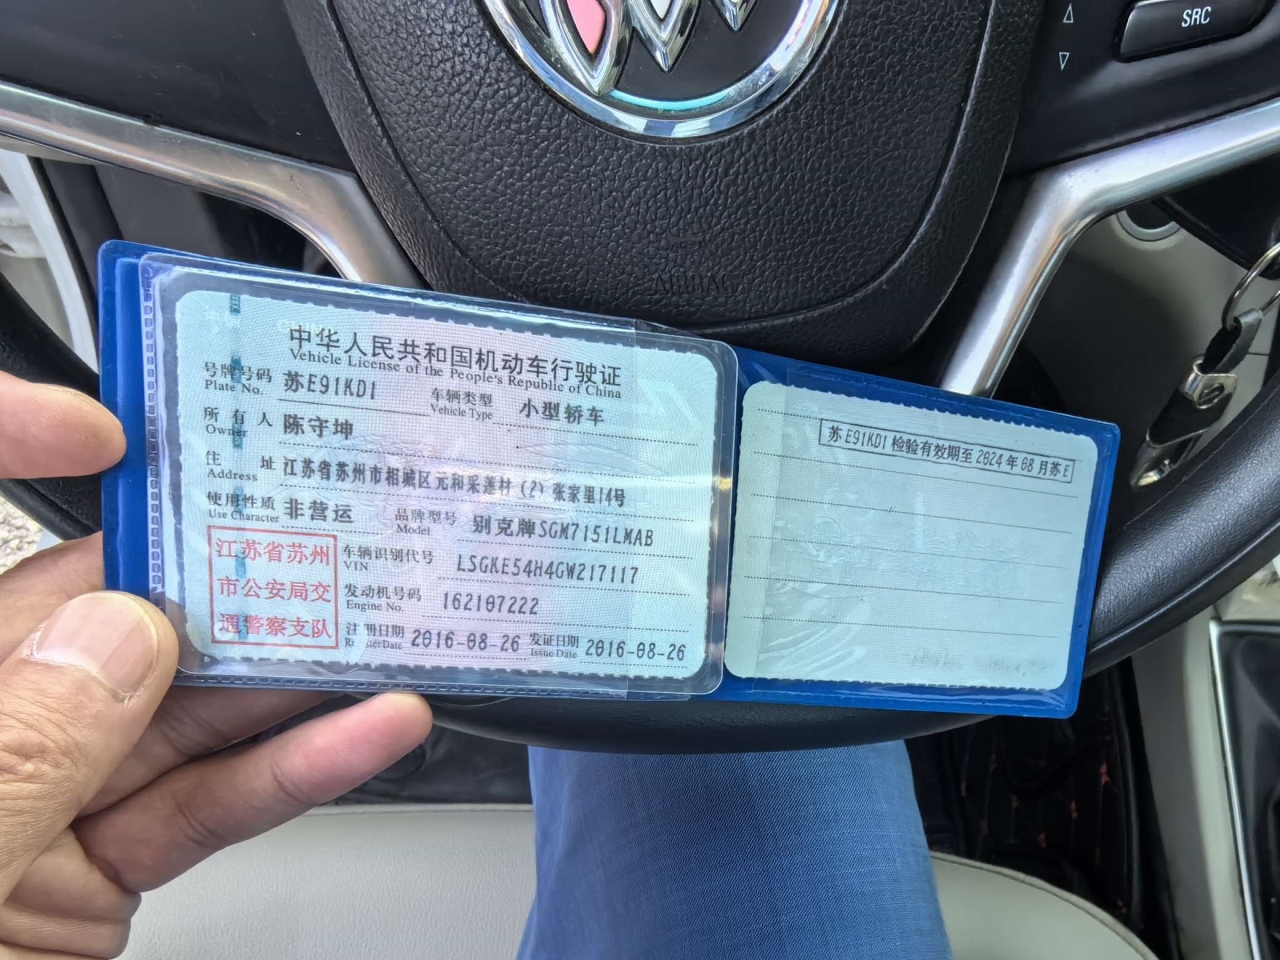 SRC
AIRBAG
中华人民共和国机动车行驶证
Vehicle License of the People's Republic of China
号牌号码 苏E91KD1 车辆类型 小型轿车
Plate No. Vehicle Type
所有人 陈守坤
Owner
住址 江苏省苏州市相城区元和采莲村(2)张家里14号
Address
使用性质 非营运 品牌型号 别克牌SGM7151LMAB
Use Character Model
江苏省苏州
市公安局交
通警察支队
车辆识别代号 LSGKE54H4GW217117
VIN
发动机号码 162107222
Engine No.
注册日期 2016-08-26 发证日期 2016-08-26
Register Date Issue Date
苏E91KD1检验有效期至2024年08月苏E